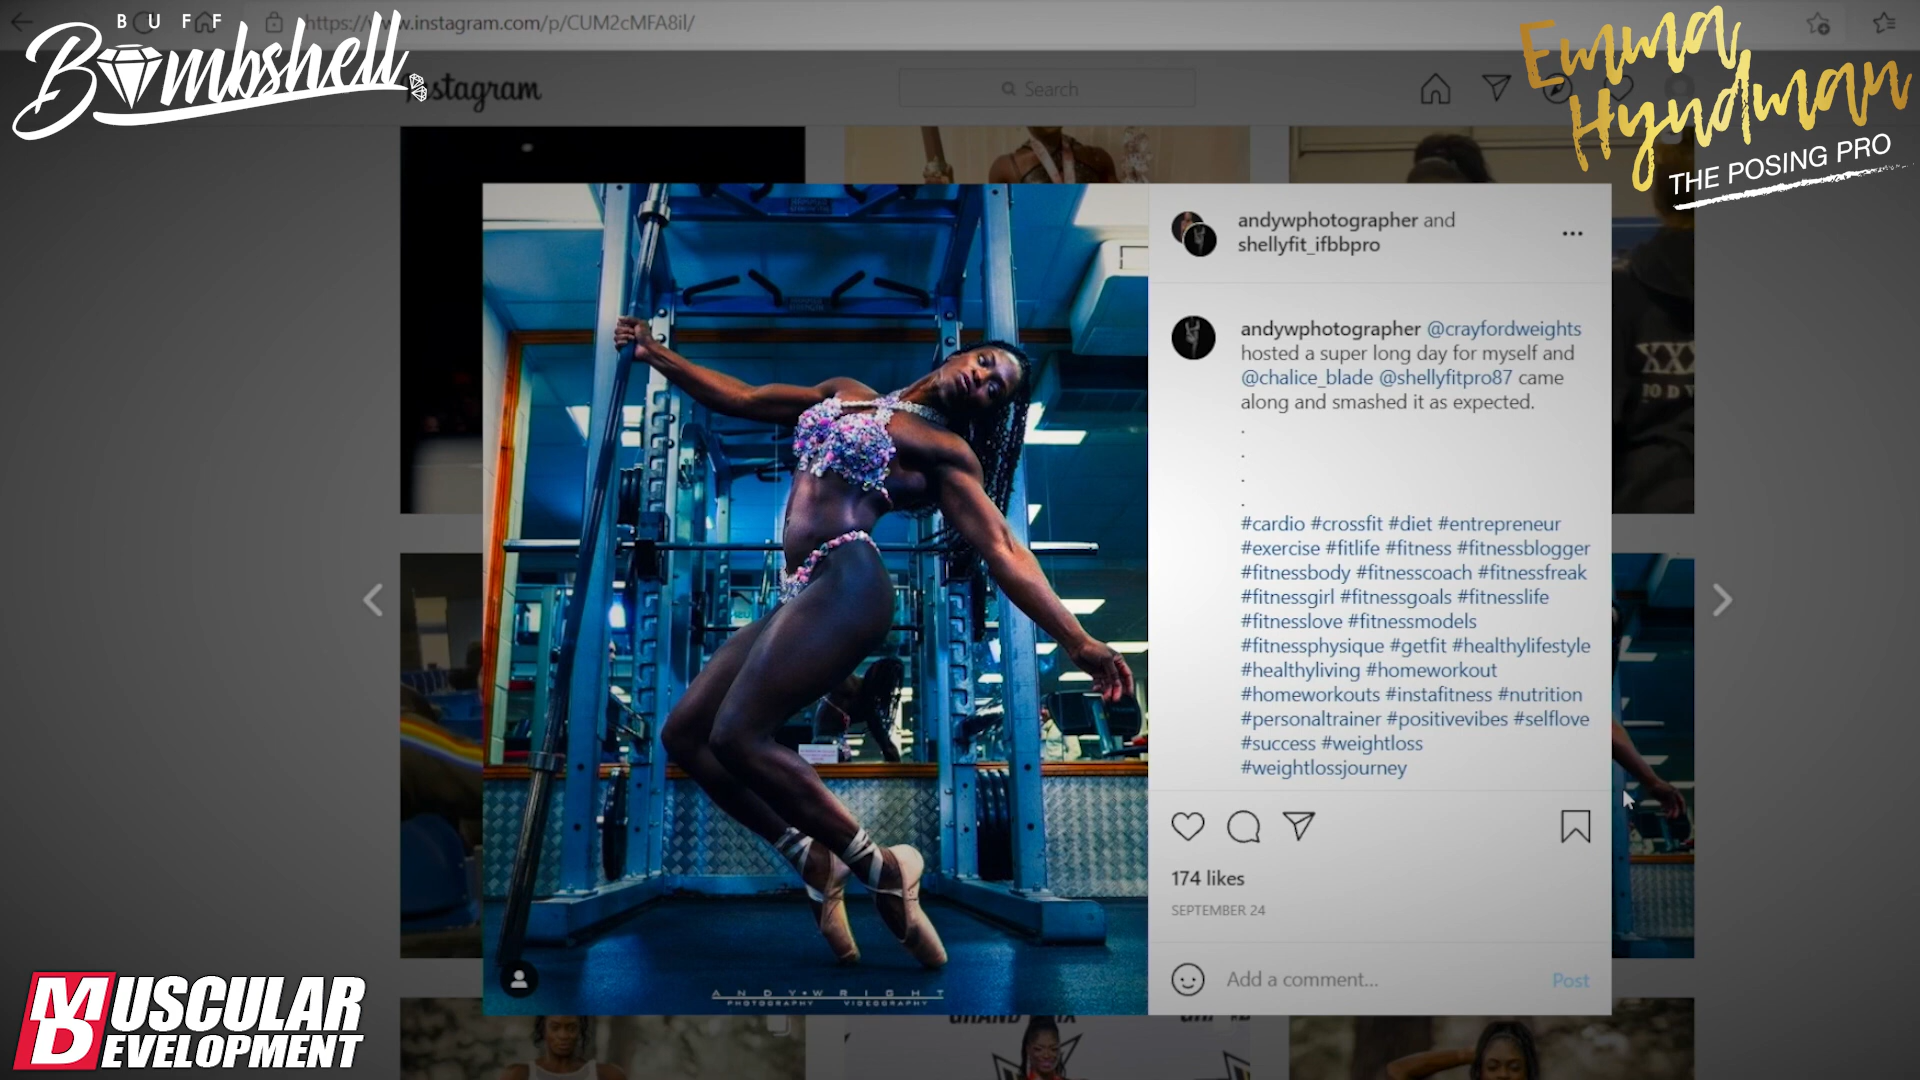 BUFF
Bombshell
https://www.instagram.com/p/CUM2cMFA8il/
Instagram
Search
Emma
Hyndman
THE POSING PRO
andywphotographer and
shellyfit_ifbbpro
...
andywphotographer @crayfordweights
hosted a super long day for myself and
@chalice_blade @shellyfitpro87 came
along and smashed it as expected.
.
.
.
.
#cardio #crossfit #diet #entrepreneur
#exercise #fitlife #fitness #fitnessblogger
#fitnessbody #fitnesscoach #fitnessfreak
#fitnessgirl #fitnessgoals #fitnesslife
#fitnesslove #fitnessmodels
#fitnessphysique #getfit #healthylifestyle
#healthyliving #homeworkout
#homeworkouts #instafitness #nutrition
#personaltrainer #positivevibes #selflove
#success #weightloss
#weightlossjourney
174 likes
SEPTEMBER 24
Add a comment... Post
ANDY•WRIGHT
PHOTOGRAPHY VIDEOGRAPHY
XXX
MUSCULAR
DEVELOPMENT